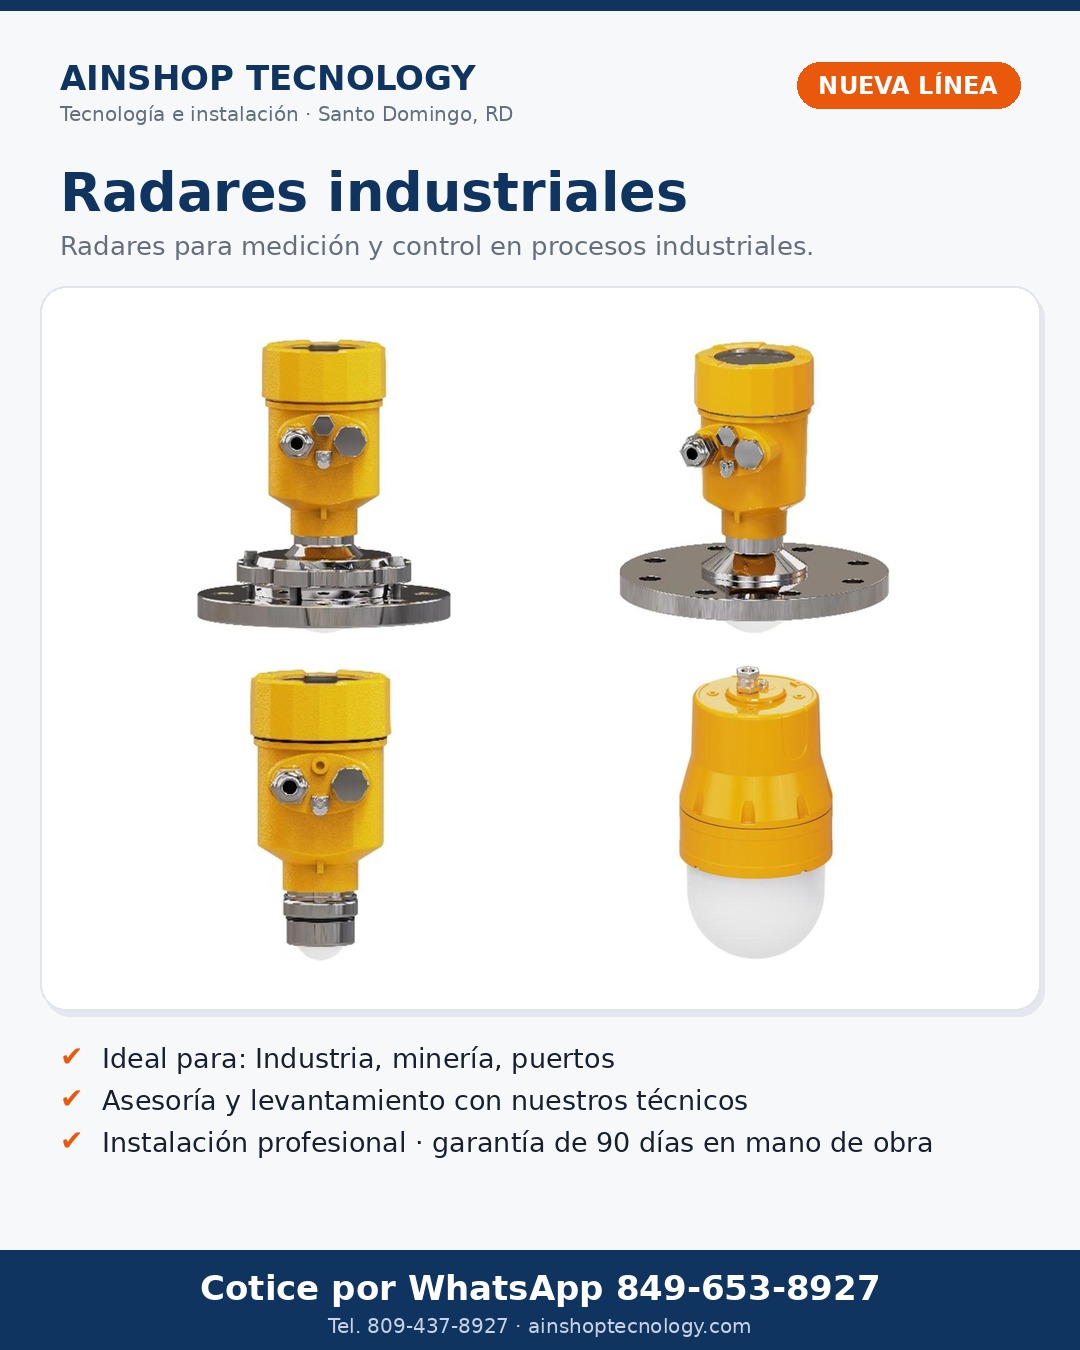 AINSHOP TECNOLOGY
NUEVA LÍNEA
Tecnología e instalación · Santo Domingo, RD
Radares industriales
Radares para medición y control en procesos industriales.
✔ Ideal para: Industria, minería, puertos
✔ Asesoría y levantamiento con nuestros técnicos
✔ Instalación profesional · garantía de 90 días en mano de obra
Cotice por WhatsApp 849-653-8927
Tel. 809-437-8927 · ainshoptecnology.com